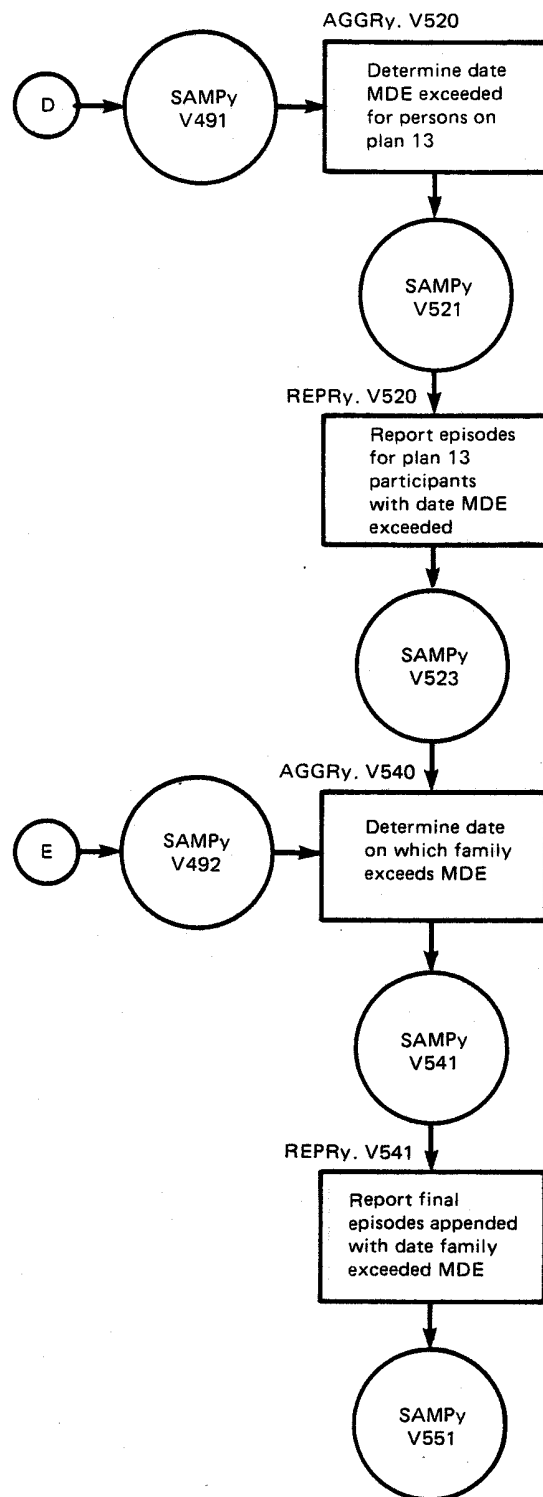 AGGRy. V520
D
SAMPy
V491
Determine date
MDE exceeded
for persons on
plan 13
SAMPy
V521
REPRy. V520
Report episodes
for plan 13
participants
with date MDE
exceeded
SAMPy
V523
AGGRy. V540
E
SAMPy
V492
Determine date
on which family
exceeds MDE
SAMPy
V541
REPRy. V541
Report final
episodes appended
with date family
exceeded MDE
SAMPy
V551